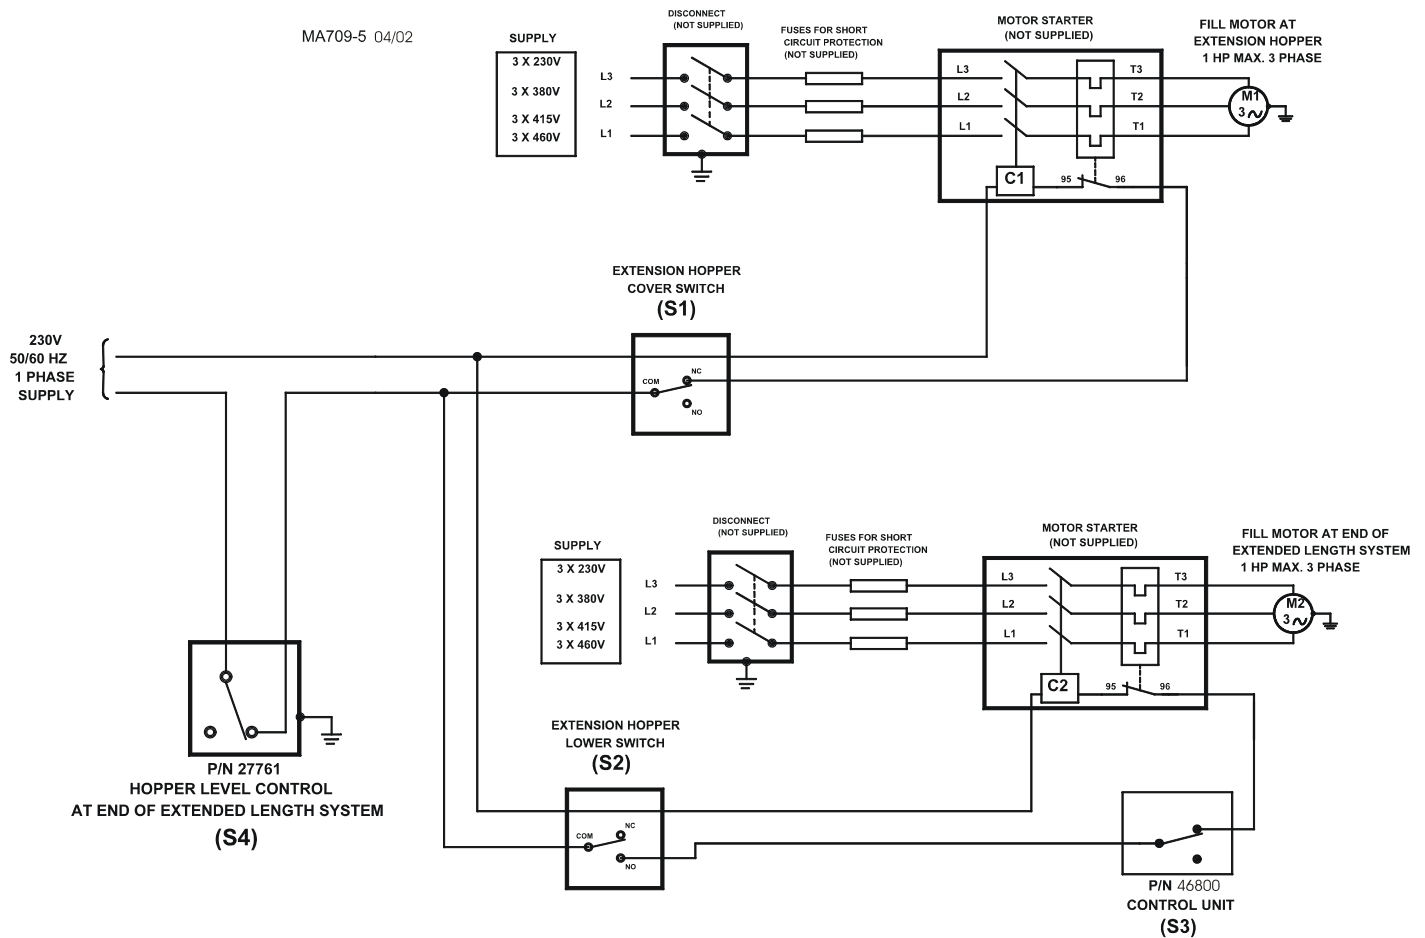 MA709-5 04/02
SUPPLY
3 X 230V
3 X 380V
3 X 415V
3 X 460V
L3
L2
L1
DISCONNECT
(NOT SUPPLIED)
FUSES FOR SHORT
CIRCUIT PROTECTION
(NOT SUPPLIED)
MOTOR STARTER
(NOT SUPPLIED)
L3
L2
L1
T3
T2
T1
C1
95
96
FILL MOTOR AT
EXTENSION HOPPER
1 HP MAX. 3 PHASE
M1
3
EXTENSION HOPPER
COVER SWITCH
(S1)
COM
NC
NO
230V
50/60 HZ
1 PHASE
SUPPLY
SUPPLY
3 X 230V
3 X 380V
3 X 415V
3 X 460V
L3
L2
L1
DISCONNECT
(NOT SUPPLIED)
FUSES FOR SHORT
CIRCUIT PROTECTION
(NOT SUPPLIED)
MOTOR STARTER
(NOT SUPPLIED)
L3
L2
L1
T3
T2
T1
C2
95
96
FILL MOTOR AT END OF
EXTENDED LENGTH SYSTEM
1 HP MAX. 3 PHASE
M2
3
P/N 27761
HOPPER LEVEL CONTROL
AT END OF EXTENDED LENGTH SYSTEM
(S4)
EXTENSION HOPPER
LOWER SWITCH
(S2)
COM
NC
NO
P/N 46800
CONTROL UNIT
(S3)